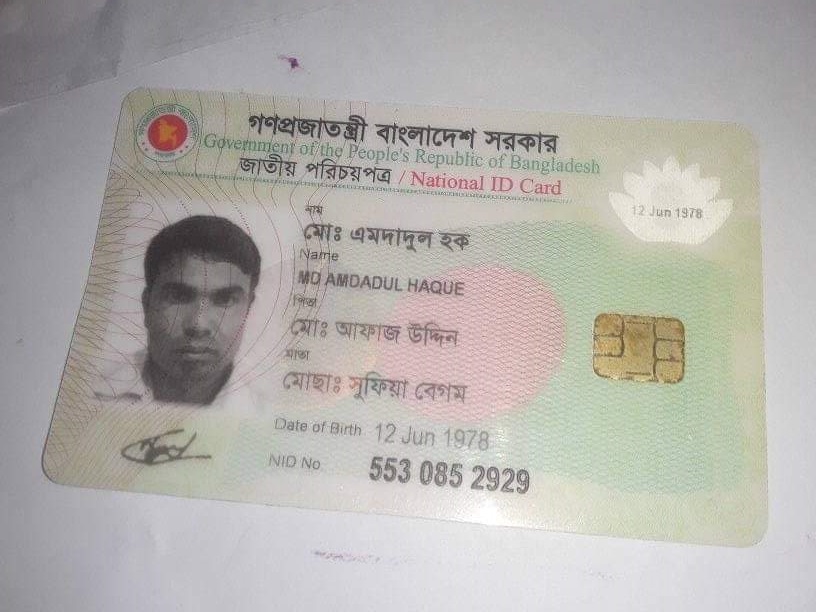 গণপ্রজাতন্ত্রী বাংলাদেশ সরকার
Government of the People's Republic of Bangladesh
জাতীয় পরিচয়পত্র / National ID Card
12 Jun 1978
নাম
মোঃ এমদাদুল হক
Name
MD AMDADUL HAQUE
পিতা
মোঃ আফাজ উদ্দিন
মাতা
মোছাঃ সুফিয়া বেগম
Date of Birth 12 Jun 1978
NID No 553 085 2929